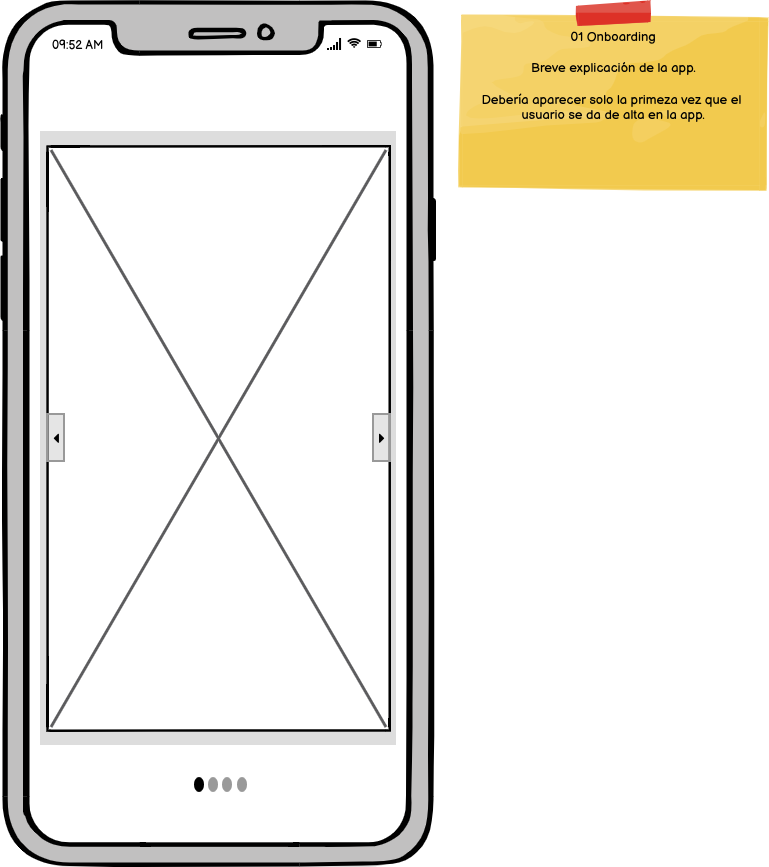 09:52 AM
01 Onboarding
Breve explicación de la app.
Debería aparecer solo la primeza vez que el
usuario se da de alta en la app.